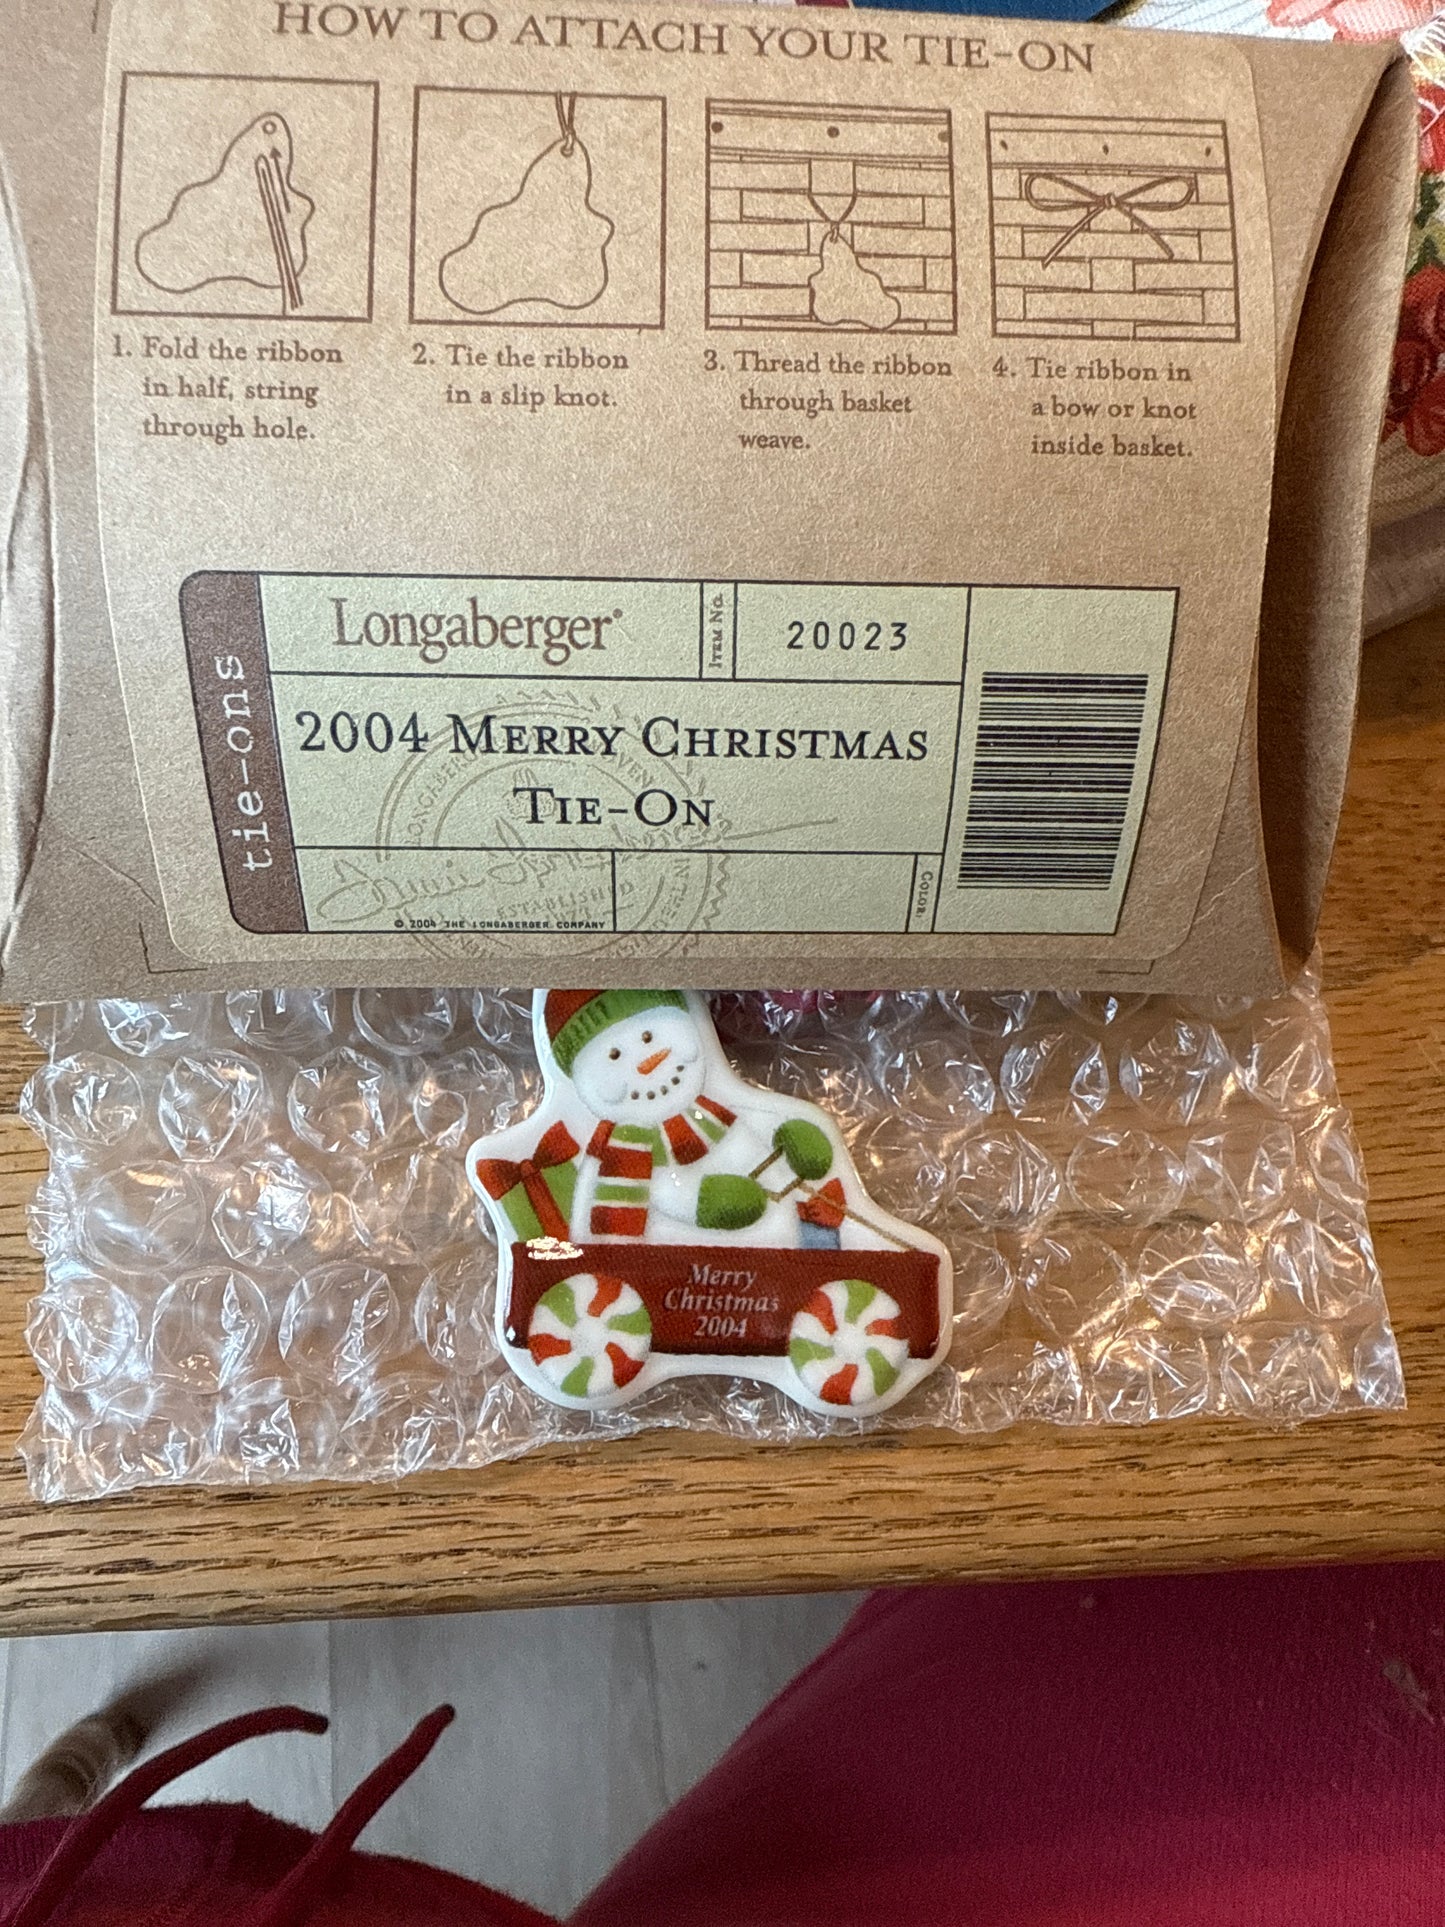 HOW TO ATTACH YOUR TIE-ON
1. Fold the ribbon
in half, string
through hole.
2. Tie the ribbon
in a slip knot.
3. Thread the ribbon
through basket
weave.
4. Tie ribbon in
a bow or knot
inside basket.
tie-ons
Longaberger®
ITEM NO.
20023
2004 MERRY CHRISTMAS
TIE-ON
ESTABLISHED
COLOR:
© 2004 THE LONGABERGER COMPANY
Merry
Christmas
2004